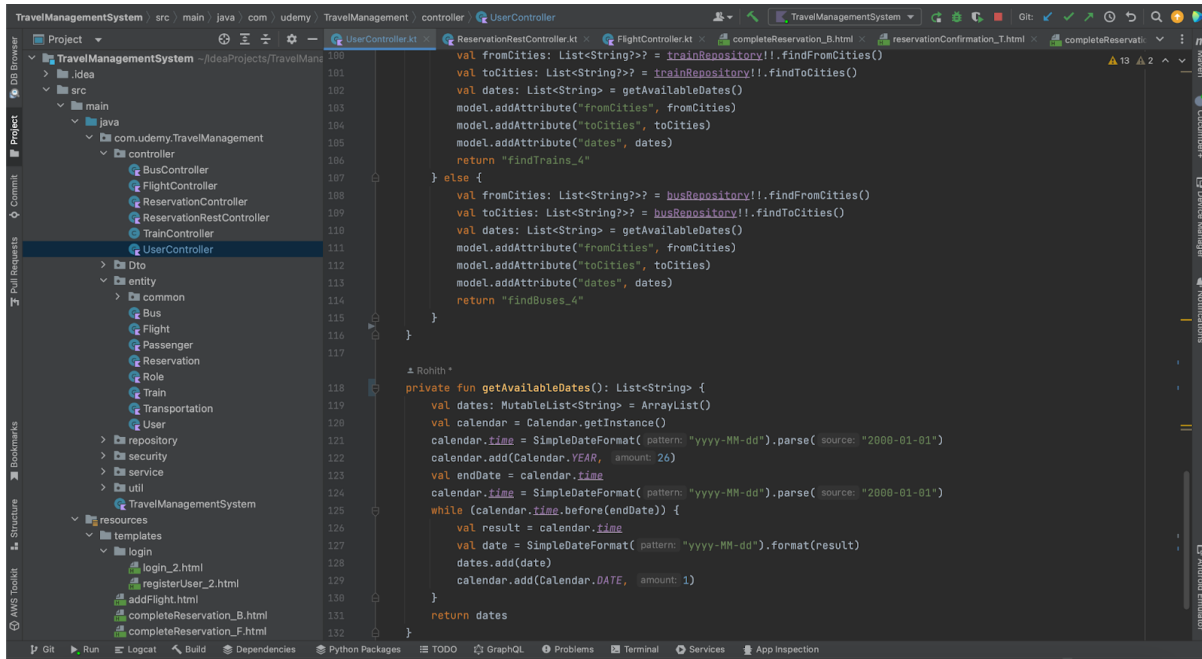 TravelManagementSystem › src › main › java › com › udemy › TravelManagement › controller › UserController
TravelManagementSystem
Git:
Project
UserController.kt
ReservationRestController.kt
FlightController.kt
completeReservation_B.html
reservationConfirmation_T.html
completeReservati
DB Browser
Project
Commit
Pull Requests
Bookmarks
Structure
AWS Toolkit
TravelManagementSystem ~/IdeaProjects/TravelMana
.idea
src
main
java
com.udemy.TravelManagement
controller
BusController
FlightController
ReservationController
ReservationRestController
TrainController
UserController
Dto
entity
common
Bus
Flight
Passenger
Reservation
Role
Train
Transportation
User
repository
security
service
util
TravelManagementSystem
resources
templates
login
login_2.html
registerUser_2.html
addFlight.html
completeReservation_B.html
completeReservation_F.html
13 2
100 val fromCities: List<String?>? = trainRepository!!.findFromCities()
101 val toCities: List<String?>? = trainRepository!!.findToCities()
102 val dates: List<String> = getAvailableDates()
103 model.addAttribute("fromCities", fromCities)
104 model.addAttribute("toCities", toCities)
105 model.addAttribute("dates", dates)
106 return "findTrains_4"
107 } else {
108 val fromCities: List<String?>? = busRepository!!.findFromCities()
109 val toCities: List<String?>? = busRepository!!.findToCities()
110 val dates: List<String> = getAvailableDates()
111 model.addAttribute("fromCities", fromCities)
112 model.addAttribute("toCities", toCities)
113 model.addAttribute("dates", dates)
114 return "findBuses_4"
115 }
116 }
117
Rohith *
118 private fun getAvailableDates(): List<String> {
119 val dates: MutableList<String> = ArrayList()
120 val calendar = Calendar.getInstance()
121 calendar.time = SimpleDateFormat( pattern: "yyyy-MM-dd").parse( source: "2000-01-01")
122 calendar.add(Calendar.YEAR, amount: 26)
123 val endDate = calendar.time
124 calendar.time = SimpleDateFormat( pattern: "yyyy-MM-dd").parse( source: "2000-01-01")
125 while (calendar.time.before(endDate)) {
126 val result = calendar.time
127 val date = SimpleDateFormat( pattern: "yyyy-MM-dd").format(result)
128 dates.add(date)
129 calendar.add(Calendar.DATE, amount: 1)
130 }
131 return dates
132 }
Device Manager
Notifications
Android Emulator
Git
Run
Logcat
Build
Dependencies
Python Packages
TODO
GraphQL
Problems
Terminal
Services
App Inspection